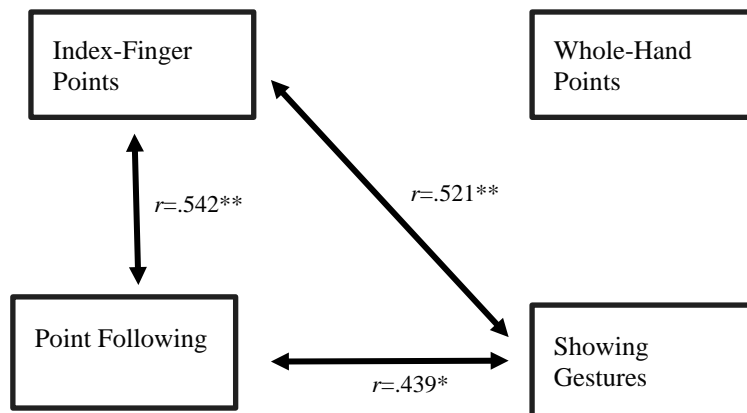 Index-Finger
Points
Whole-Hand
Points
r=.542**
r=.521**
Point Following
Showing
Gestures
r=.439*